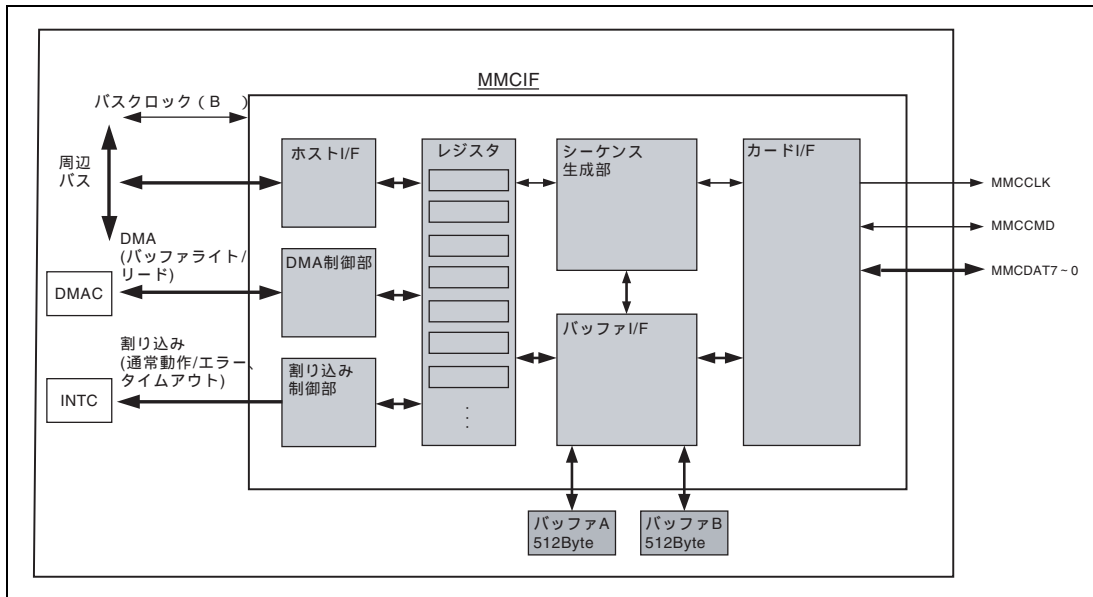 MMCIF
バスクロック（B　）
周辺
バス
ホストI/F
レジスタ
シーケンス
生成部
カードI/F
MMCCLK
MMCCMD
MMCDAT7～0
DMA
(バッファライト/
リード)
DMAC
DMA制御部
バッファI/F
割り込み
(通常動作/エラー、
タイムアウト)
INTC
割り込み
制御部
バッファA
512Byte
バッファB
512Byte